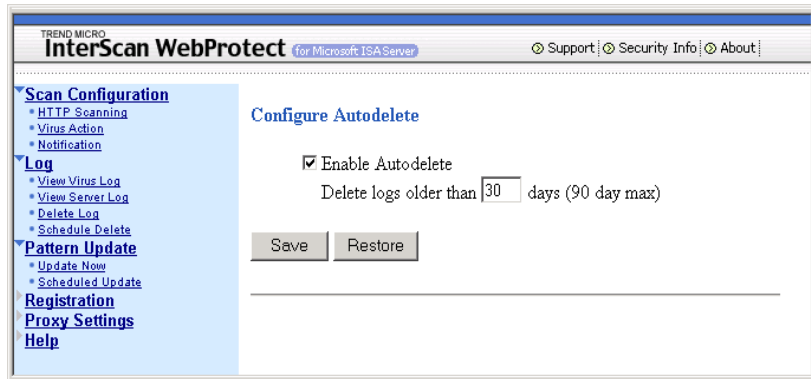 TREND MICRO
InterScan WebProtect for Microsoft ISA Server
Support
Security Info
About
Scan Configuration
HTTP Scanning
Virus Action
Notification
Log
View Virus Log
View Server Log
Delete Log
Schedule Delete
Pattern Update
Update Now
Scheduled Update
Registration
Proxy Settings
Help
Configure Autodelete
Enable Autodelete
Delete logs older than 30 days (90 day max)
Save
Restore